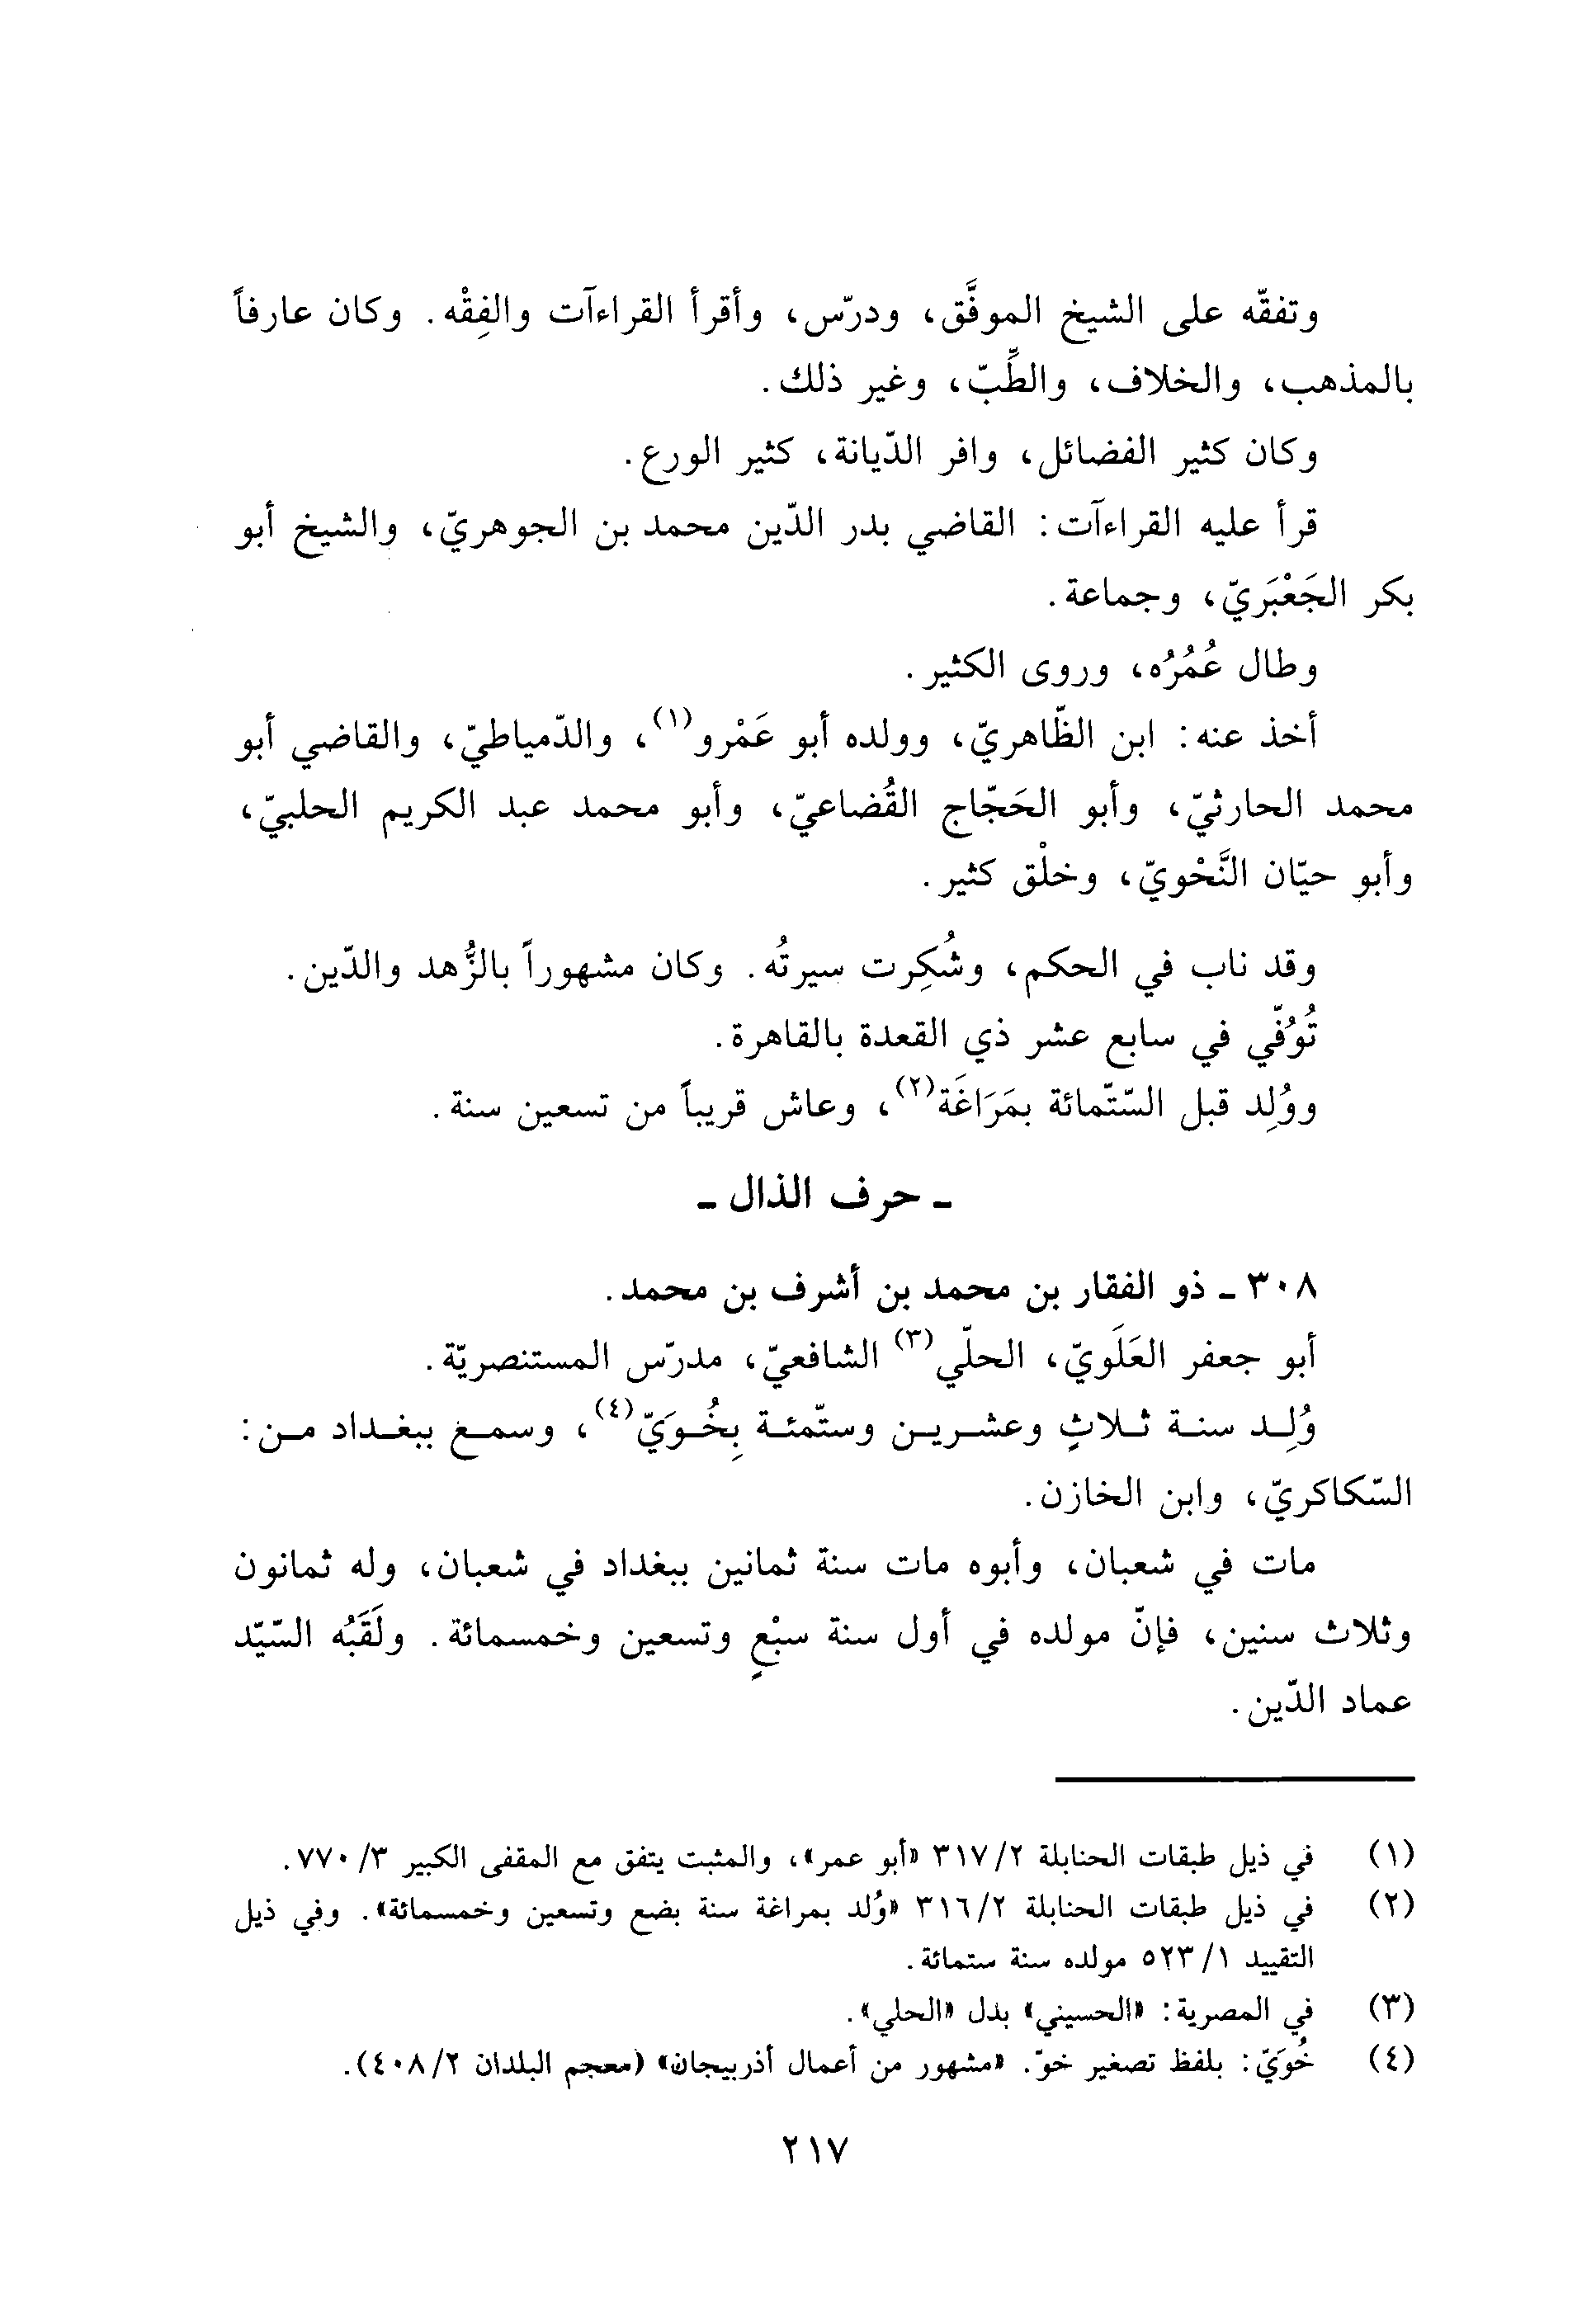 وتفقّه على الشيخ الموفَّق، ودرّس، وأقرأ القراءآت والفِقْه. وكان عارفاً
بالمذهب، والخلاف، والطِّبّ، وغير ذلك.
وكان كثير الفضائل، وافر الدّيانة، كثير الورع.
قرأ عليه القراءآت: القاضي بدر الدّين محمد بن الجوهريّ، والشيخ أبو
بكر الجَعْبَريّ، وجماعة.
وطال عُمُرُه، وروى الكثير.
أخذ عنه: ابن الظّاهريّ، وولده أبو عَمْرو(١)، والدّمياطيّ، والقاضي أبو
محمد الحارثيّ، وأبو الحَجّاج القُضاعيّ، وأبو محمد عبد الكريم الحلبيّ،
وأبو حيّان النَّحْويّ، وخلْق كثير.
وقد ناب في الحكم، وشُكِرت سيرتُه. وكان مشهوراً بالزُّهد والدّين.
تُوُفّي في سابع عشر ذي القعدة بالقاهرة.
ووُلِد قبل السّتّمائة بمَرَاغَة(٢)، وعاش قريباً من تسعين سنة.
ـ حرف الذال ـ
٣٠٨ ـ ذو الفقار بن محمد بن أشرف بن محمد.
أبو جعفر العَلَويّ، الحلّي(٣) الشافعيّ، مدرّس المستنصريّة.
وُلِد سنة ثلاثٍ وعشرين وستّمئة بِخُوَيّ(٤)، وسمغ ببغداد من:
السّكاكريّ، وابن الخازن.
مات في شعبان، وأبوه مات سنة ثمانين ببغداد في شعبان، وله ثمانون
وثلاث سنين، فإنّ مولده في أول سنة سبْعٍ وتسعين وخمسمائة. ولَقَبُه السّيّد
عماد الدّين.
(١) في ذيل طبقات الحنابلة ٣١٧/٢ «أبو عمر»، والمثبت يتفق مع المقفى الكبير ٧٧٠/٣.
(٢) في ذيل طبقات الحنابلة ٣١٦/٢ «وُلد بمراغة سنة بضع وتسعين وخمسمائة». وفي ذيل
التقييد ٥٢٣/١ مولده سنة ستمائة.
(٣) في المصرية: «الحسيني» بدل «الحلي».
(٤) خُوَيّ: بلفظ تصغير خوّ. «مشهور من أعمال أذربيجان» (معجم البلدان ٤٠٨/٢).
٢١٧